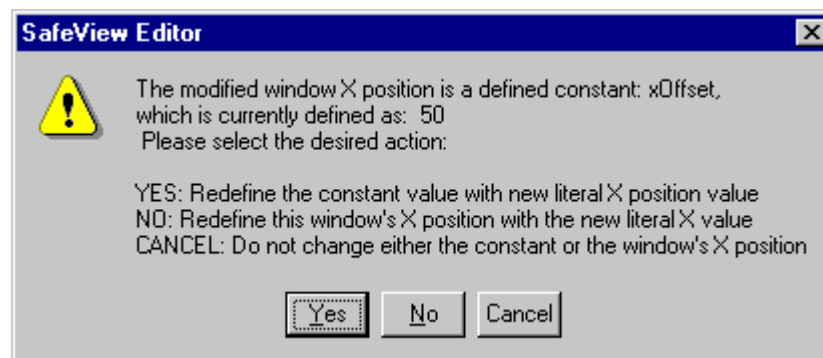 SafeView Editor
The modified window X position is a defined constant: xOffset,
which is currently defined as: 50
Please select the desired action:
YES: Redefine the constant value with new literal X position value
NO: Redefine this window's X position with the new literal X value
CANCEL: Do not change either the constant or the window's X position
Yes No Cancel